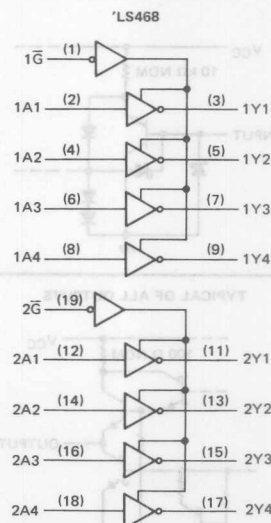 'LS468
1G̅ (1)
1A1 (2) (3) 1Y1
1A2 (4) (5) 1Y2
1A3 (6) (7) 1Y3
1A4 (8) (9) 1Y4
2G̅ (19)
2A1 (12) (11) 2Y1
2A2 (14) (13) 2Y2
2A3 (16) (15) 2Y3
2A4 (18) (17) 2Y4